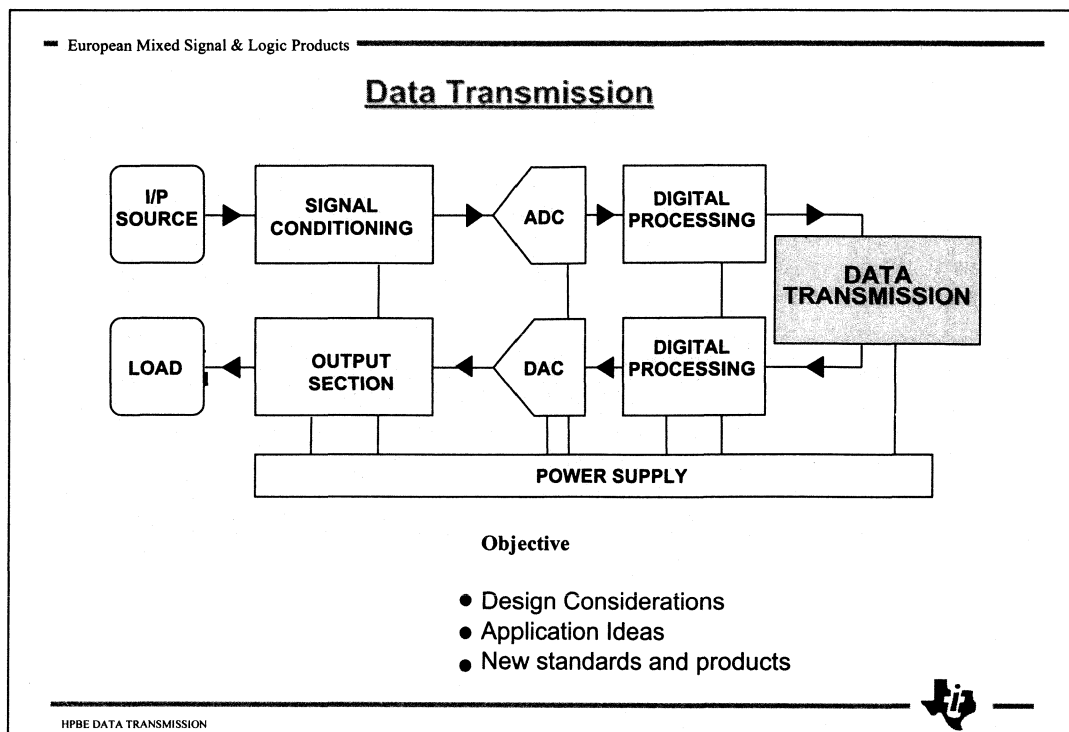 European Mixed Signal & Logic Products
Data Transmission
I/P
SOURCE
SIGNAL
CONDITIONING
ADC
DIGITAL
PROCESSING
DATA
TRANSMISSION
LOAD
OUTPUT
SECTION
DAC
DIGITAL
PROCESSING
POWER SUPPLY
Objective
● Design Considerations
● Application Ideas
● New standards and products
HPBE DATA TRANSMISSION
ti